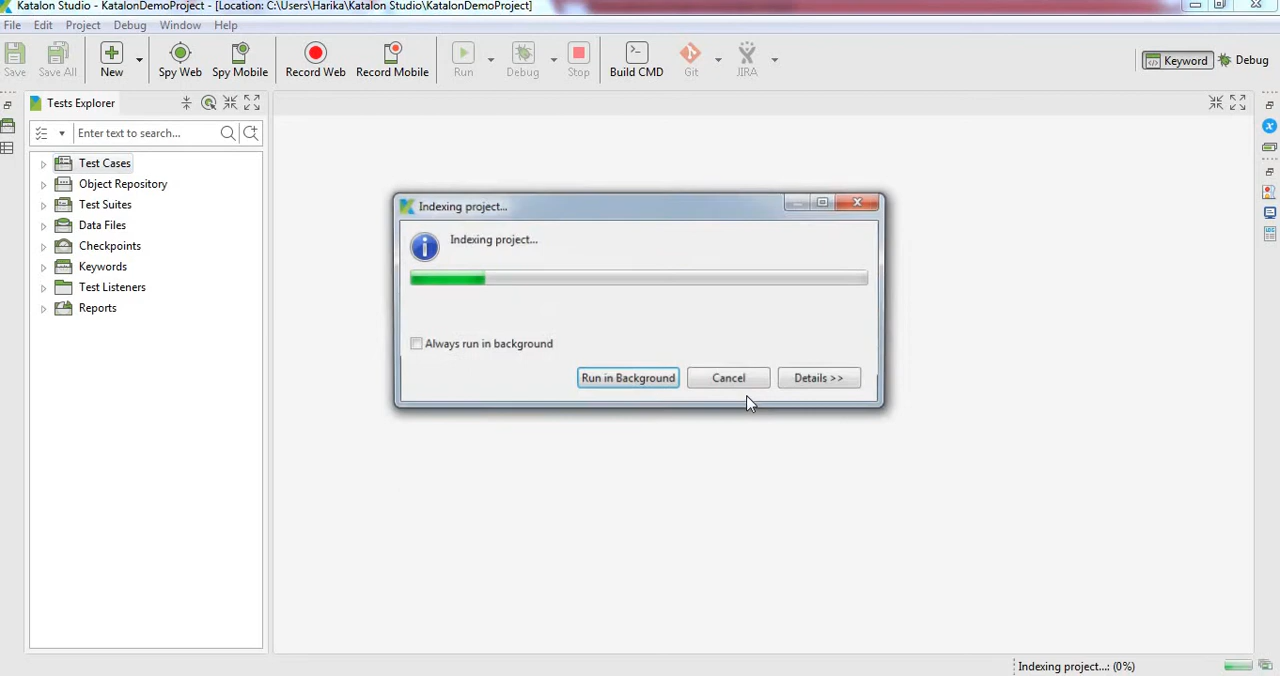 Katalon Studio - KatalonDemoProject - [Location: C:\Users\Harika\Katalon Studio\KatalonDemoProject]
File Edit Project Debug Window Help
Save Save All New Spy Web Spy Mobile Record Web Record Mobile Run Debug Stop Build CMD Git JIRA Keyword Debug
Tests Explorer
Enter text to search...
Test Cases
Object Repository
Test Suites
Data Files
Checkpoints
Keywords
Test Listeners
Reports
Indexing project...
Indexing project...
Always run in background
Run in Background Cancel Details >>
Indexing project...: (0%)